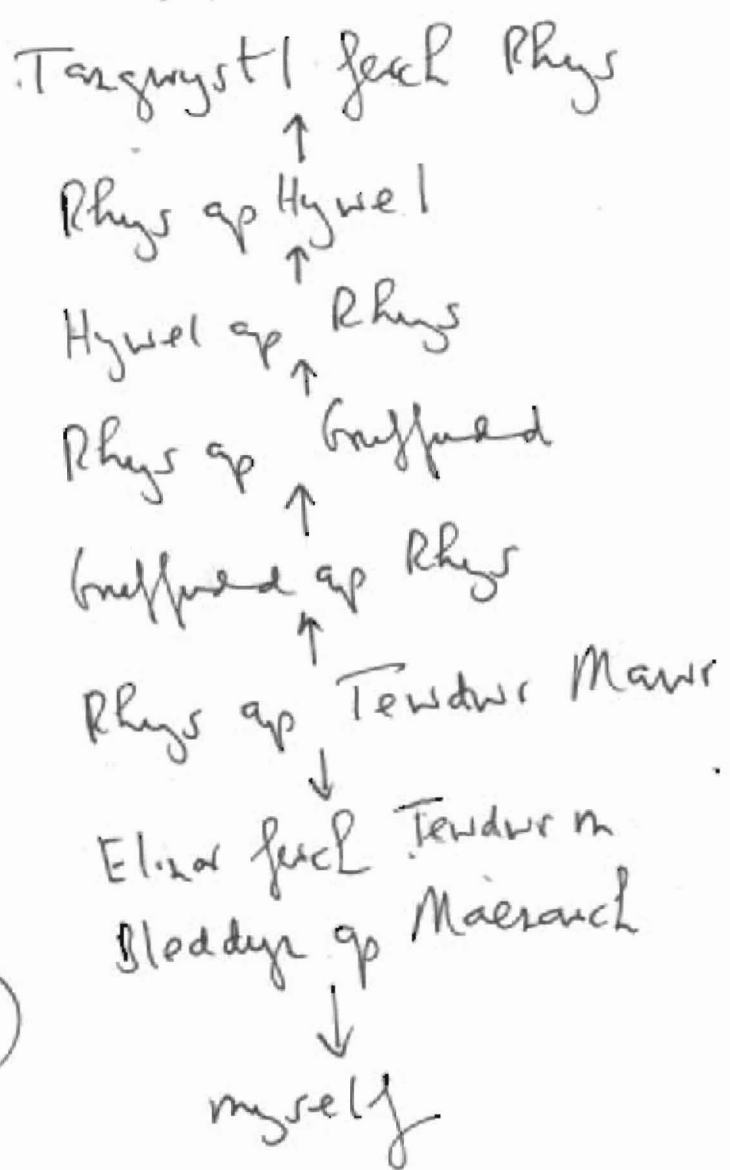 Tangwystl ferch Rhys
↑
Rhys ap Hywel
↑
Hywel ap Rhys
↑
Rhys ap Gruffudd
↑
Gruffudd ap Rhys
↑
Rhys ap Tewdwr Mawr
↓
Elinor ferch Tewdwr m
Bleddyn ap Maenarch
↓
myself